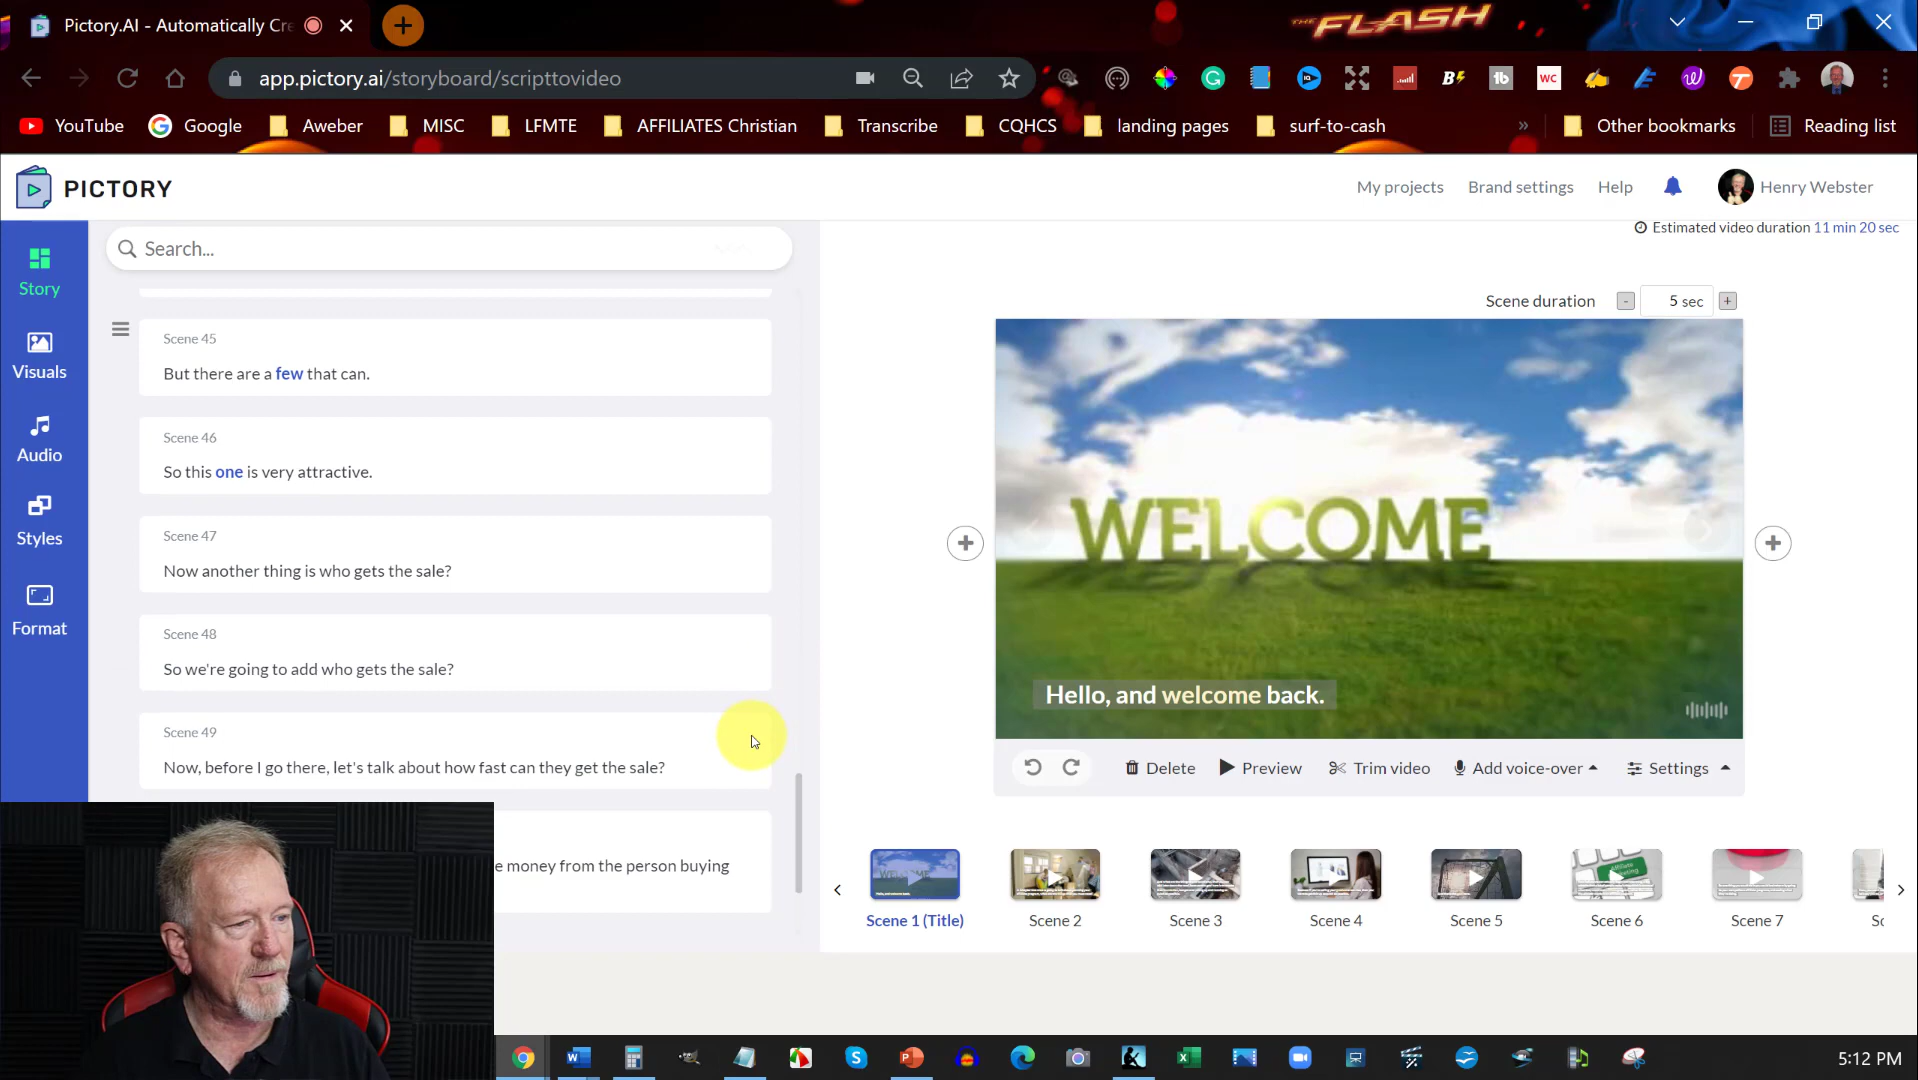 THE FLASH
Pictory.AI - Automatically Cre
app.pictory.ai/storyboard/scripttovideo
YouTube Google Aweber MISC LFMTE AFFILIATES Christian Transcribe CQHCS landing pages surf-to-cash » Other bookmarks Reading list
PICTORY
My projects Brand settings Help Henry Webster
Estimated video duration 11 min 20 sec
Search...
Story
Visuals
Audio
Styles
Format
Scene 45
But there are a few that can.
Scene 46
So this one is very attractive.
Scene 47
Now another thing is who gets the sale?
Scene 48
So we're going to add who gets the sale?
Scene 49
Now, before I go there, let's talk about how fast can they get the sale?
e money from the person buying
Scene duration - 5 sec +
WELCOME
Hello, and welcome back.
Delete Preview Trim video Add voice-over Settings
Scene 1 (Title) Scene 2 Scene 3 Scene 4 Scene 5 Scene 6 Scene 7 Sc
5:12 PM